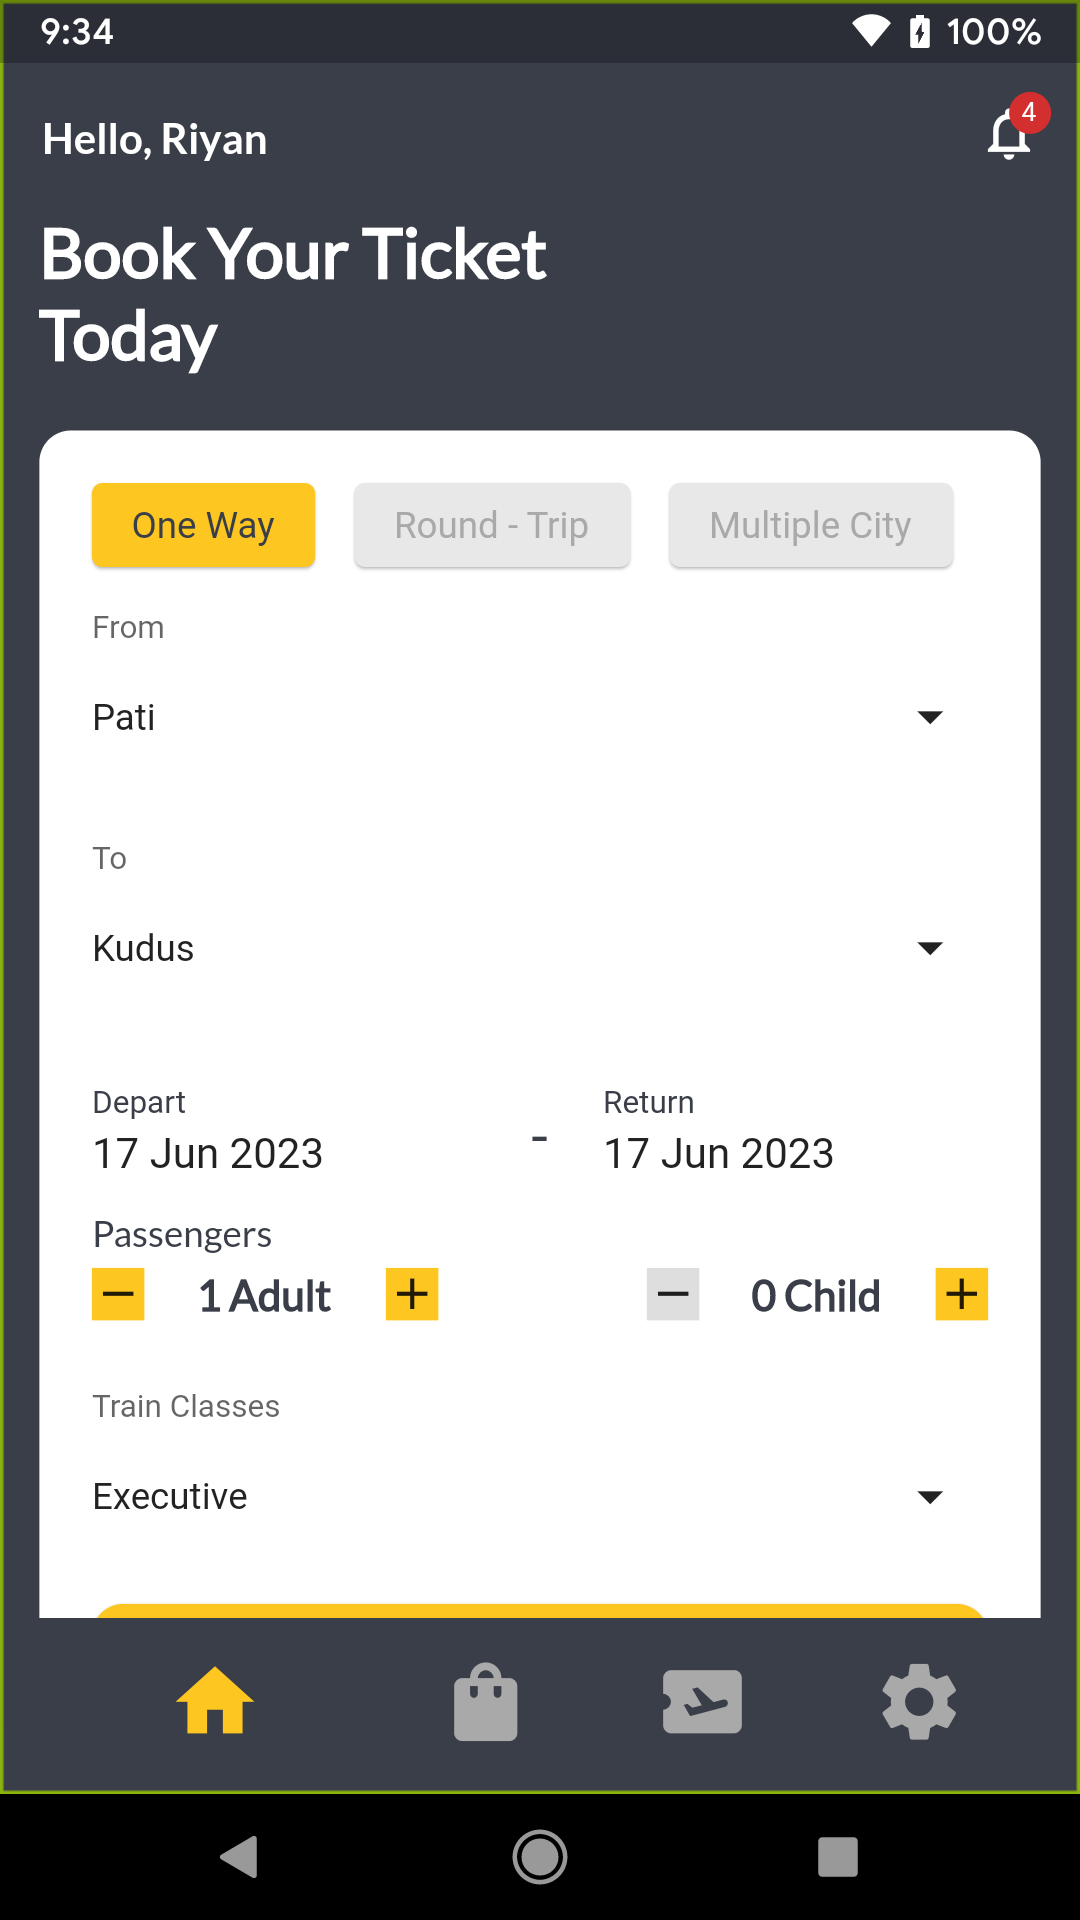 9:34 100%
Hello, Riyan 4
Book Your Ticket
Today
One Way Round - Trip Multiple City
From
Pati
To
Kudus
Depart Return
17 Jun 2023 - 17 Jun 2023
Passengers
1 Adult 0 Child
Train Classes
Executive